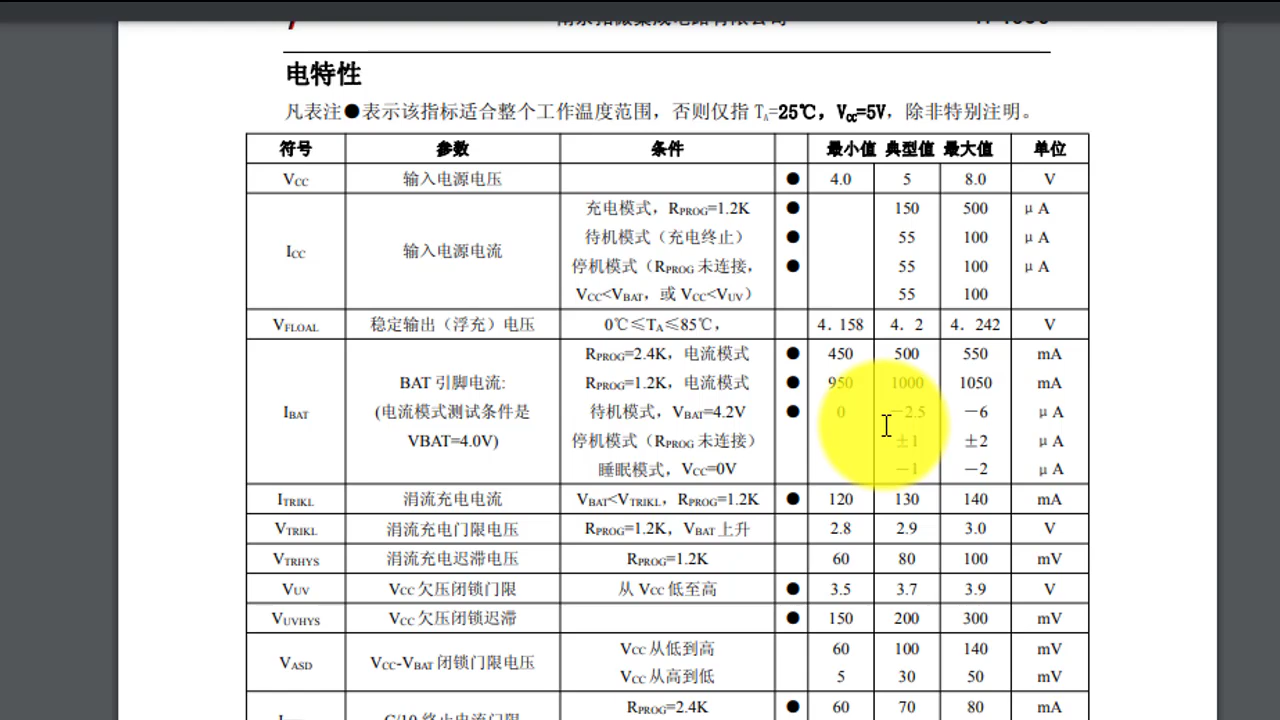 电特性
凡表注●表示该指标适合整个工作温度范围，否则仅指 TA=25℃，VCC=5V，除非特别注明。
符号 参数 条件 最小值 典型值 最大值 单位
VCC 输入电源电压 ● 4.0 5 8.0 V
ICC 输入电源电流 充电模式，RPROG=1.2K ● 150 500 μA
待机模式（充电终止） ● 55 100 μA
停机模式（RPROG 未连接， ● 55 100 μA
VCC<VBAT，或 VCC<VUV） 55 100
VFLOAL 稳定输出（浮充）电压 0℃≤TA≤85℃， 4．158 4．2 4．242 V
IBAT BAT 引脚电流: (电流模式测试条件是 VBAT=4.0V) RPROG=2.4K，电流模式 ● 450 500 550 mA
RPROG=1.2K，电流模式 ● 950 1000 1050 mA
待机模式，VBAT=4.2V ● 0 －2.5 －6 μA
停机模式（RPROG 未连接） ±1 ±2 μA
睡眠模式，VCC=0V －1 －2 μA
ITRIKL 涓流充电电流 VBAT<VTRIKL，RPROG=1.2K ● 120 130 140 mA
VTRIKL 涓流充电门限电压 RPROG=1.2K，VBAT 上升 2.8 2.9 3.0 V
VTRHYS 涓流充电迟滞电压 RPROG=1.2K 60 80 100 mV
VUV VCC 欠压闭锁门限 从 VCC 低至高 ● 3.5 3.7 3.9 V
VUVHYS VCC 欠压闭锁迟滞 ● 150 200 300 mV
VASD VCC-VBAT 闭锁门限电压 VCC 从低到高 60 100 140 mV
VCC 从高到低 5 30 50 mV
C/10 终止电流门限 RPROG=2.4K ● 60 70 80 mA